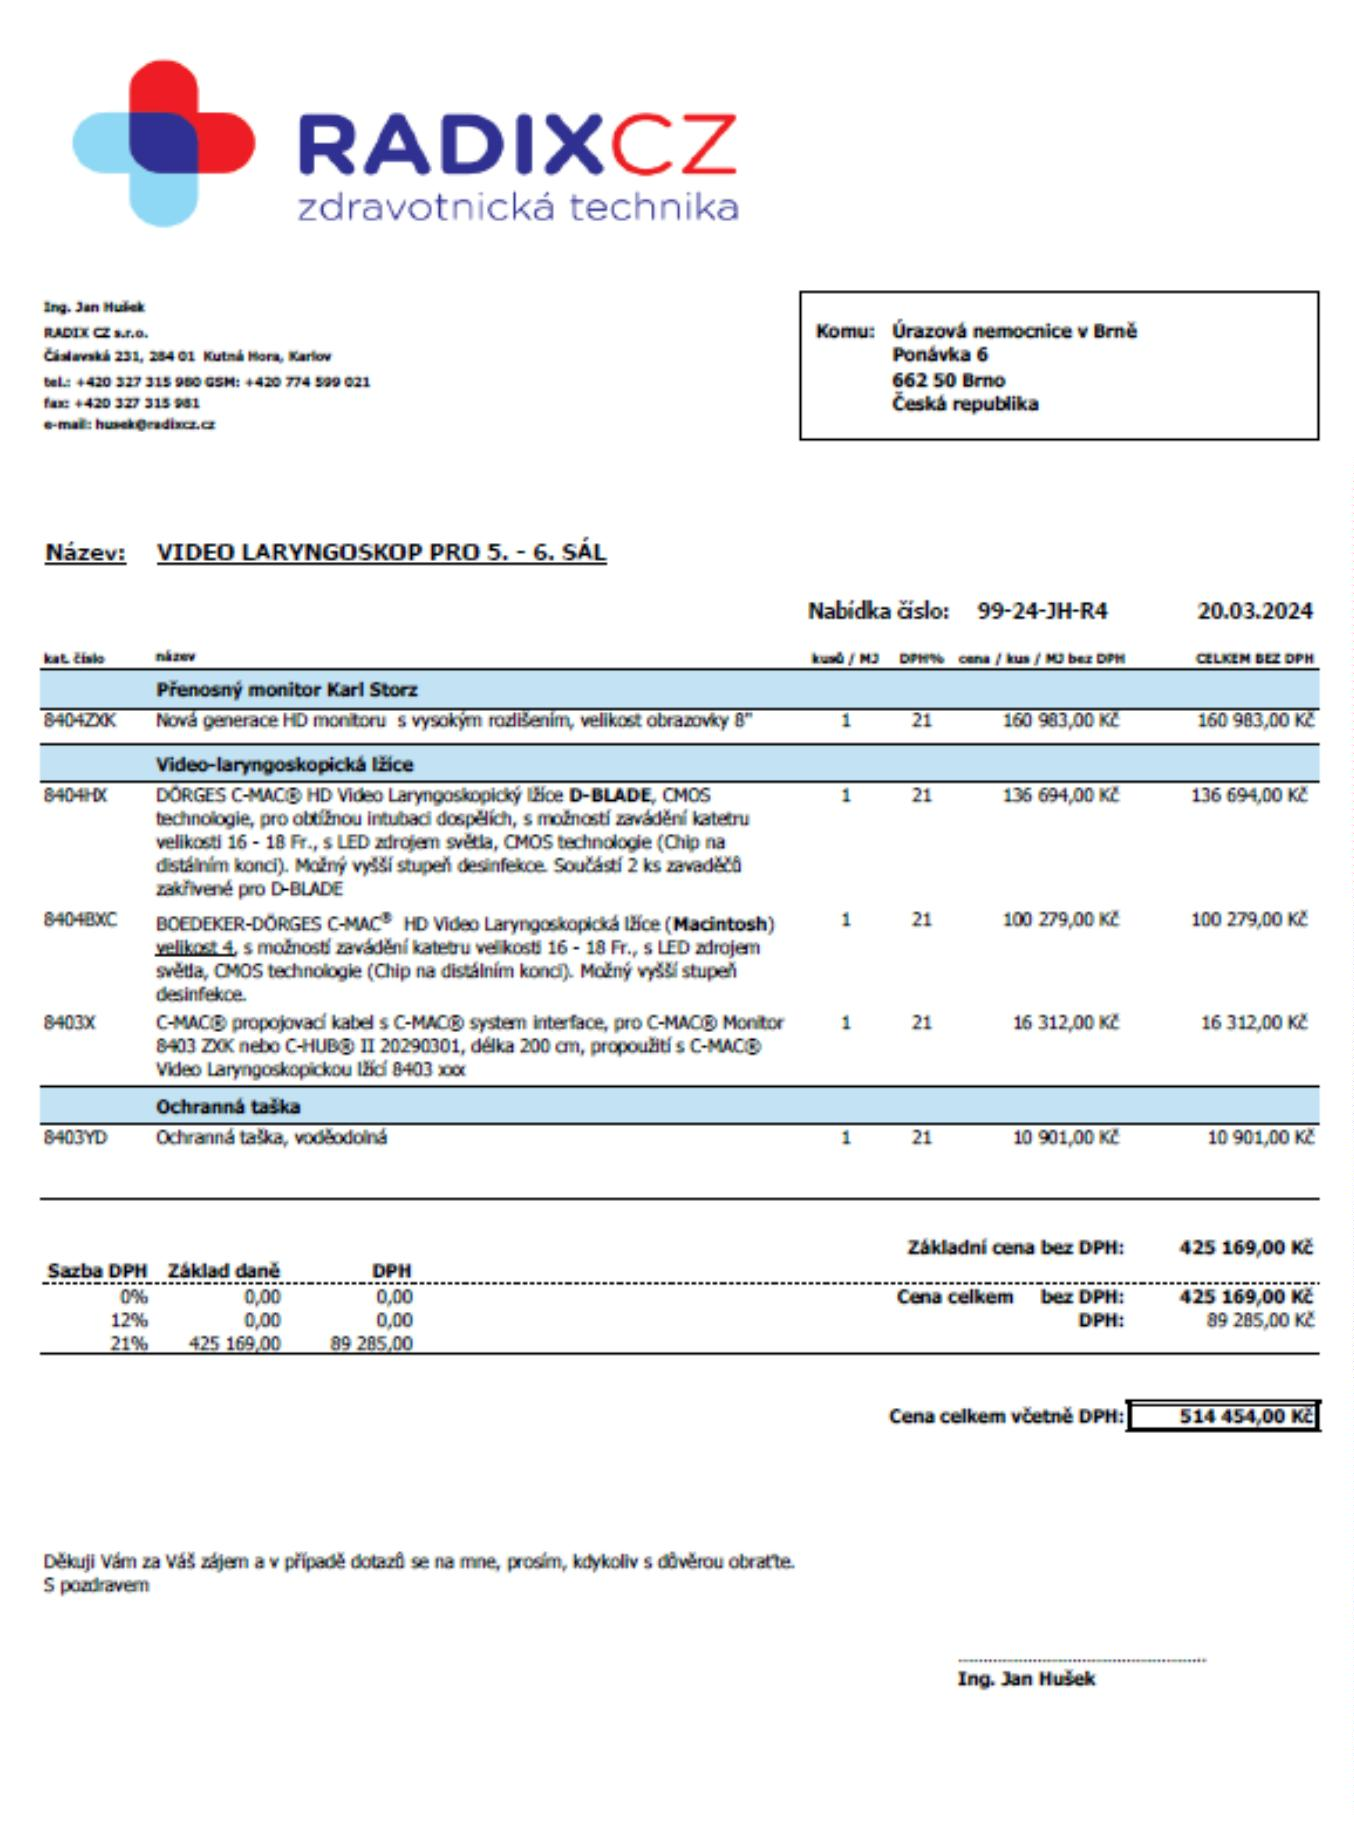 RADIXCZ
zdravotnická technika
Ing. Jan Hušek
RADIX CZ s.r.o.
Čáslavská 231, 284 01 Kutná Hora, Karlov
tel.: +420 327 315 980 GSM: +420 774 599 021
fax: +420 327 315 981
e-mail: husek@radixcz.cz
Komu: Úrazová nemocnice v Brně
Ponávka 6
662 50 Brno
Česká republika
Název: VIDEO LARYNGOSKOP PRO 5. - 6. SÁL
Nabídka číslo: 99-24-JH-R4 20.03.2024
kat. číslo název kusů / MJ DPH% cena / kus / MJ bez DPH CELKEM BEZ DPH
Přenosný monitor Karl Storz
8404ZXK Nová generace HD monitoru s vysokým rozlišením, velikost obrazovky 8" 1 21 160 983,00 Kč 160 983,00 Kč
Video-laryngoskopická lžíce
8404HX DÖRGES C-MAC® HD Video Laryngoskopický lžíce D-BLADE, CMOS 1 21 136 694,00 Kč 136 694,00 Kč
technologie, pro obtížnou intubaci dospělích, s možností zavádění katetru
velikosti 16 - 18 Fr., s LED zdrojem světla, CMOS technologie (Chip na
distálním konci). Možný vyšší stupeň desinfekce. Součástí 2 ks zavaděčů
zakřivené pro D-BLADE
8404BXC BOEDEKER-DÖRGES C-MAC® HD Video Laryngoskopická lžíce (Macintosh) 1 21 100 279,00 Kč 100 279,00 Kč
velikost 4, s možností zavádění katetru velikosti 16 - 18 Fr., s LED zdrojem
světla, CMOS technologie (Chip na distálním konci). Možný vyšší stupeň
desinfekce.
8403X C-MAC® propojovací kabel s C-MAC® system interface, pro C-MAC® Monitor 1 21 16 312,00 Kč 16 312,00 Kč
8403 ZXK nebo C-HUB® II 20290301, délka 200 cm, propoužití s C-MAC®
Video Laryngoskopickou lžící 8403 xxx
Ochranná taška
8403YD Ochranná taška, voděodolná 1 21 10 901,00 Kč 10 901,00 Kč
Základní cena bez DPH: 425 169,00 Kč
Sazba DPH Základ daně DPH
0% 0,00 0,00 Cena celkem bez DPH: 425 169,00 Kč
12% 0,00 0,00 DPH: 89 285,00 Kč
21% 425 169,00 89 285,00
Cena celkem včetně DPH: 514 454,00 Kč
Děkuji Vám za Váš zájem a v případě dotazů se na mne, prosím, kdykoliv s důvěrou obraťte.
S pozdravem
Ing. Jan Hušek